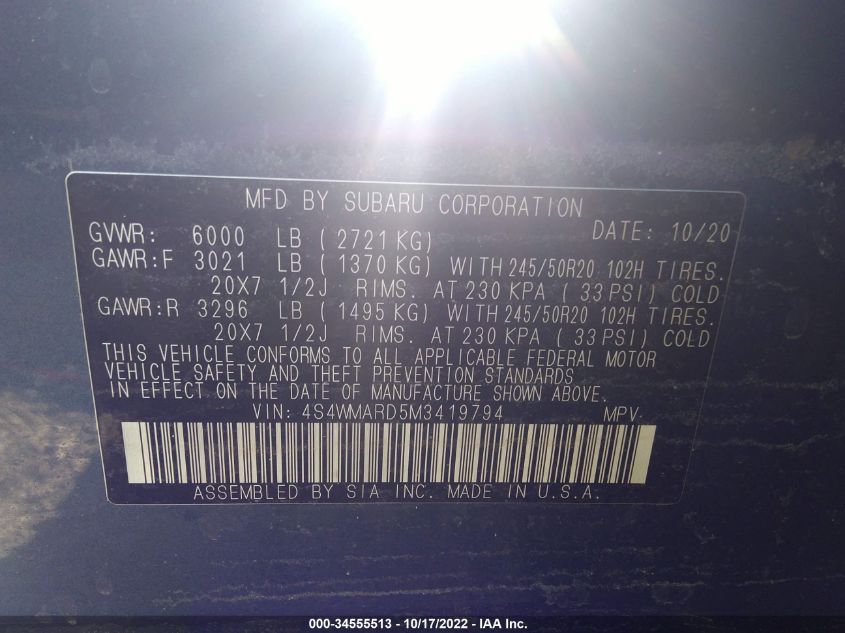 MFD BY SUBARU CORPORATION
GVWR: 6000 LB ( 2721 KG) DATE: 10/20
GAWR:F 3021 LB ( 1370 KG) WITH 245/50R20 102H TIRES.
20X7 1/2J RIMS. AT 230 KPA ( 33 PSI) COLD
GAWR:R 3296 LB ( 1495 KG) WITH 245/50R20 102H TIRES.
20X7 1/2J RIMS. AT 230 KPA ( 33 PSI) COLD
THIS VEHICLE CONFORMS TO ALL APPLICABLE FEDERAL MOTOR
VEHICLE SAFETY AND THEFT PREVENTION STANDARDS
IN EFFECT ON THE DATE OF MANUFACTURE SHOWN ABOVE.
VIN: 4S4WMARD5M3419794 MPV
ASSEMBLED BY SIA INC. MADE IN U.S.A.
000-34555513 - 10/17/2022 - IAA Inc.